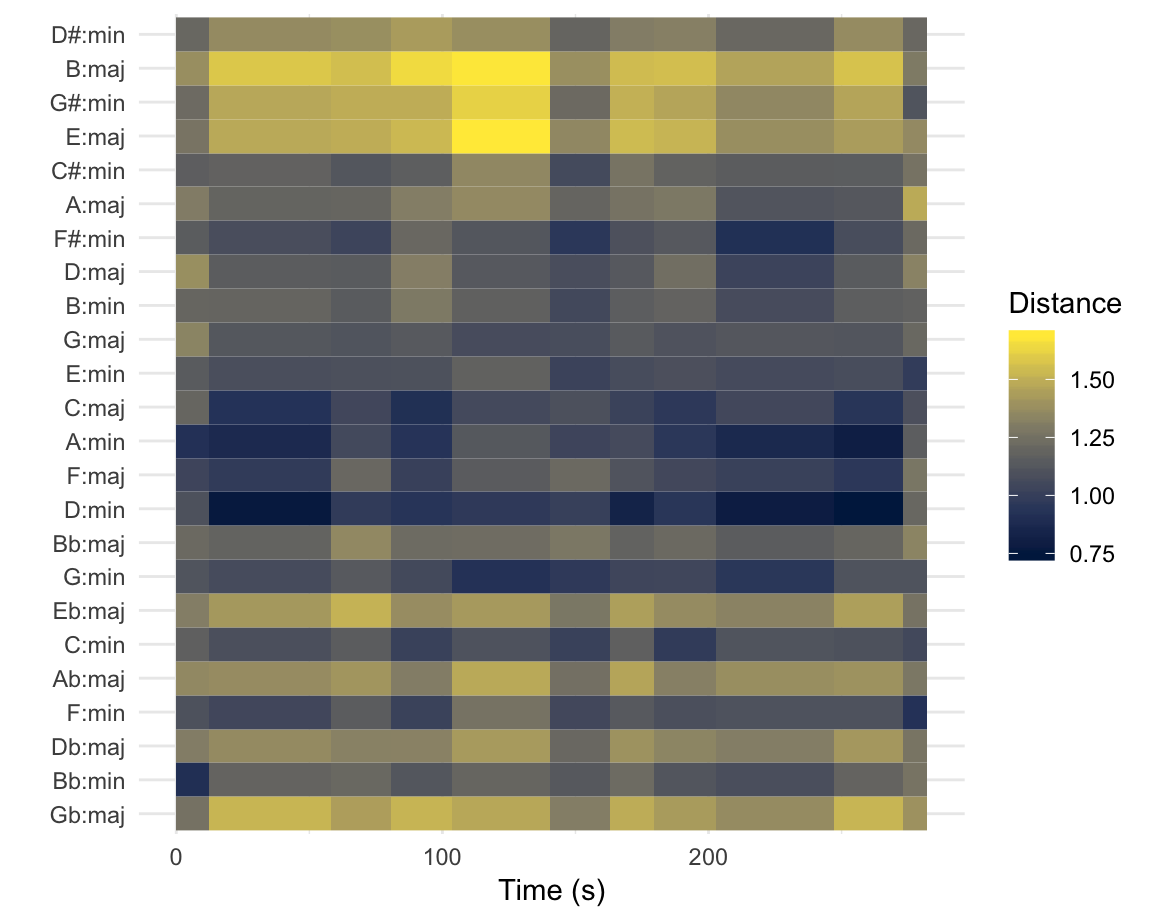 D#:min
B:maj
G#:min
E:maj
C#:min
A:maj
F#:min
D:maj
B:min
G:maj
E:min
C:maj
A:min
F:maj
D:min
Bb:maj
G:min
Eb:maj
C:min
Ab:maj
F:min
Db:maj
Bb:min
Gb:maj
0
100
200
Time (s)
Distance
1.50
1.25
1.00
0.75